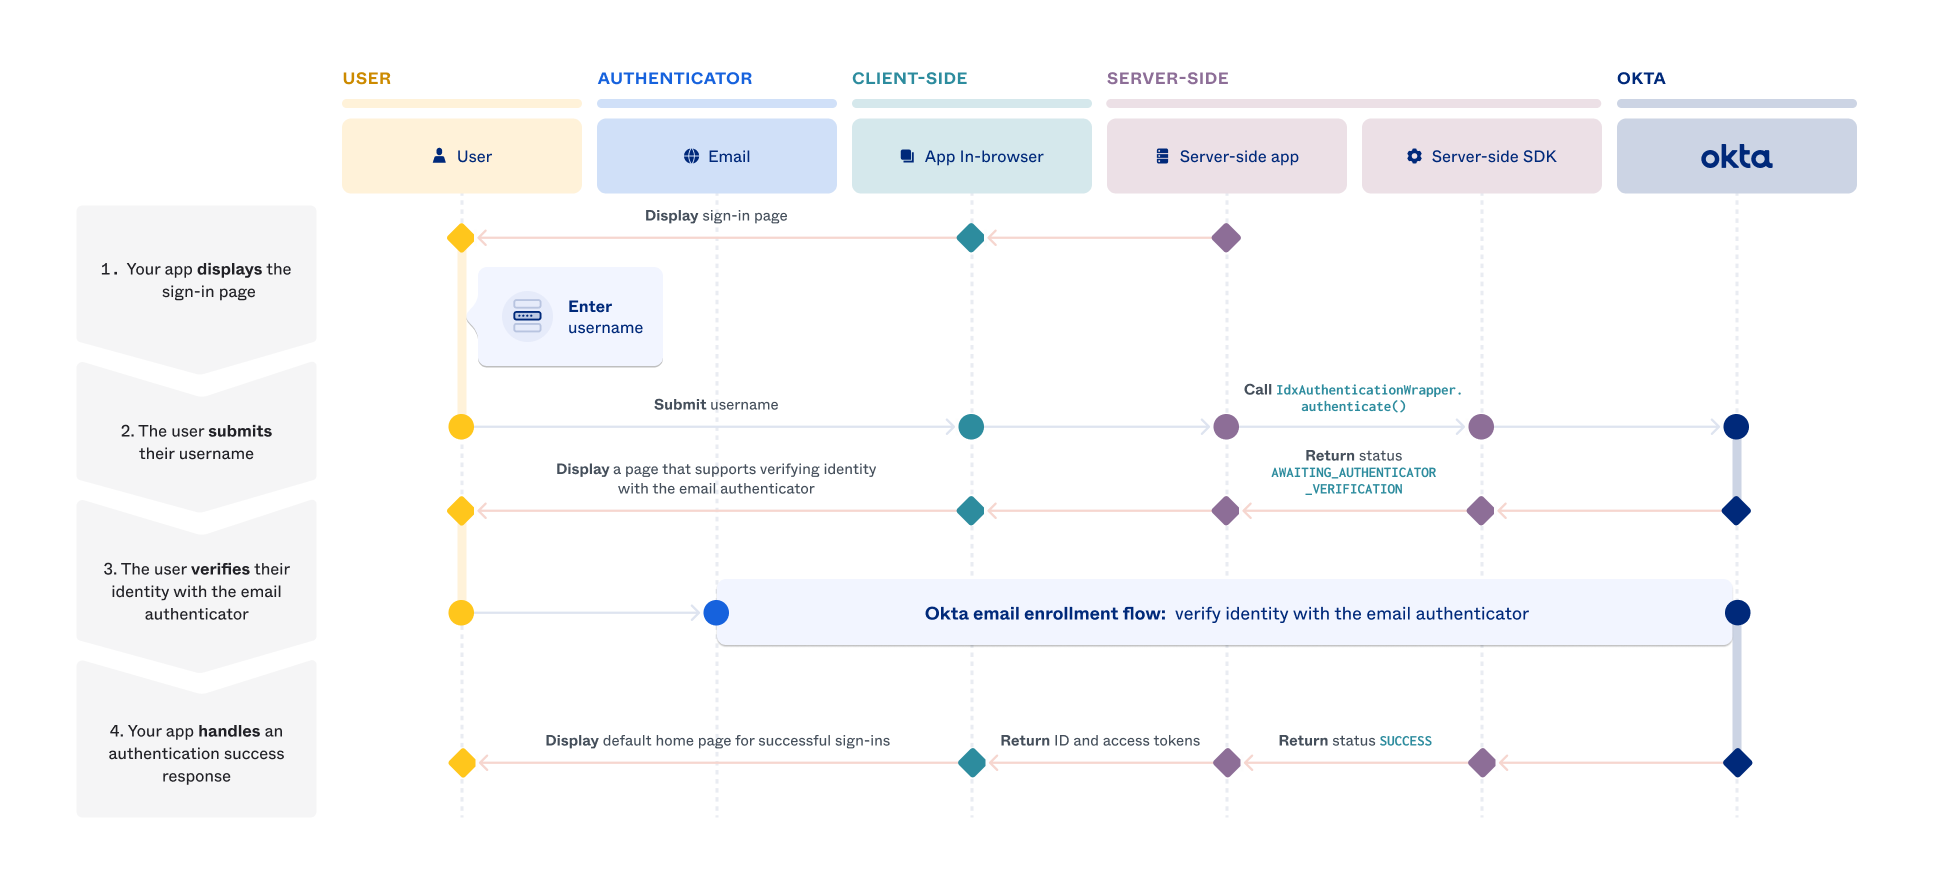 USER
AUTHENTICATOR
CLIENT-SIDE
SERVER-SIDE
OKTA
User
Email
App In-browser
Server-side app
Server-side SDK
okta
1. Your app displays the
sign-in page
Display sign-in page
Enter
username
2. The user submits
their username
Submit username
Call IdxAuthenticationWrapper.
authenticate()
Display a page that supports verifying identity
with the email authenticator
Return status
AWAITING_AUTHENTICATOR
_VERIFICATION
3. The user verifies their
identity with the email
authenticator
Okta email enrollment flow: verify identity with the email authenticator
4. Your app handles an
authentication success
response
Display default home page for successful sign-ins
Return ID and access tokens
Return status SUCCESS